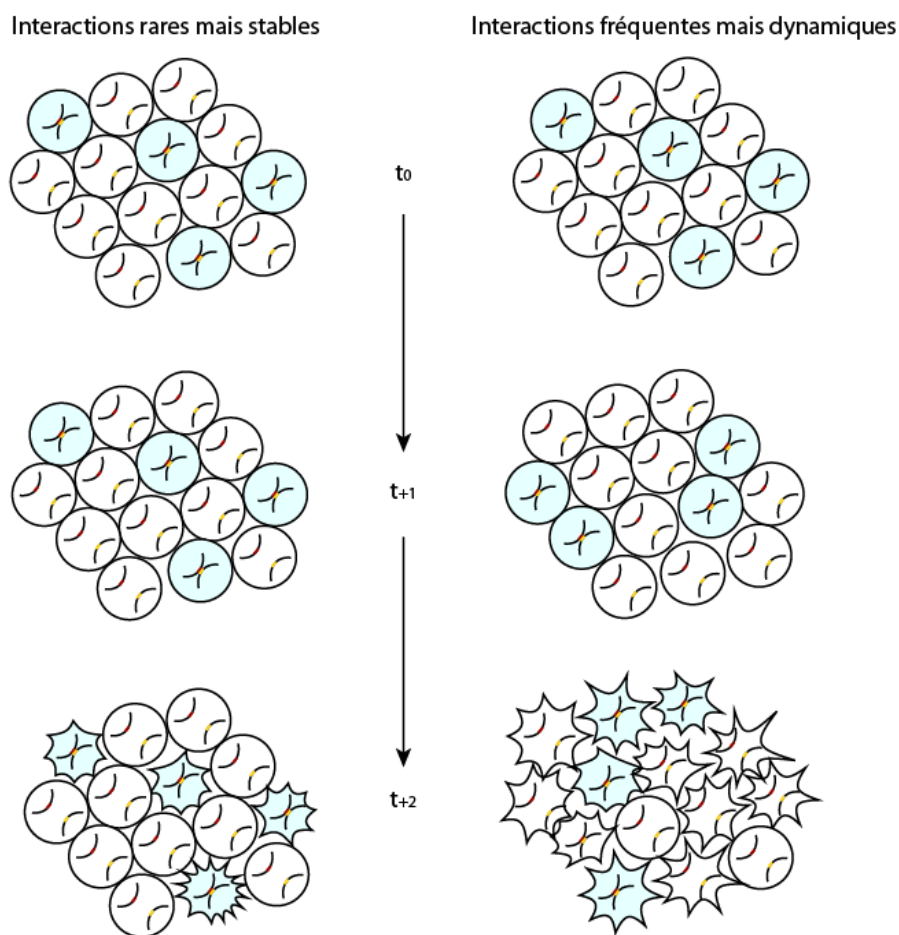 Interactions rares mais stables
Interactions fréquentes mais dynamiques
t0
t+1
t+2